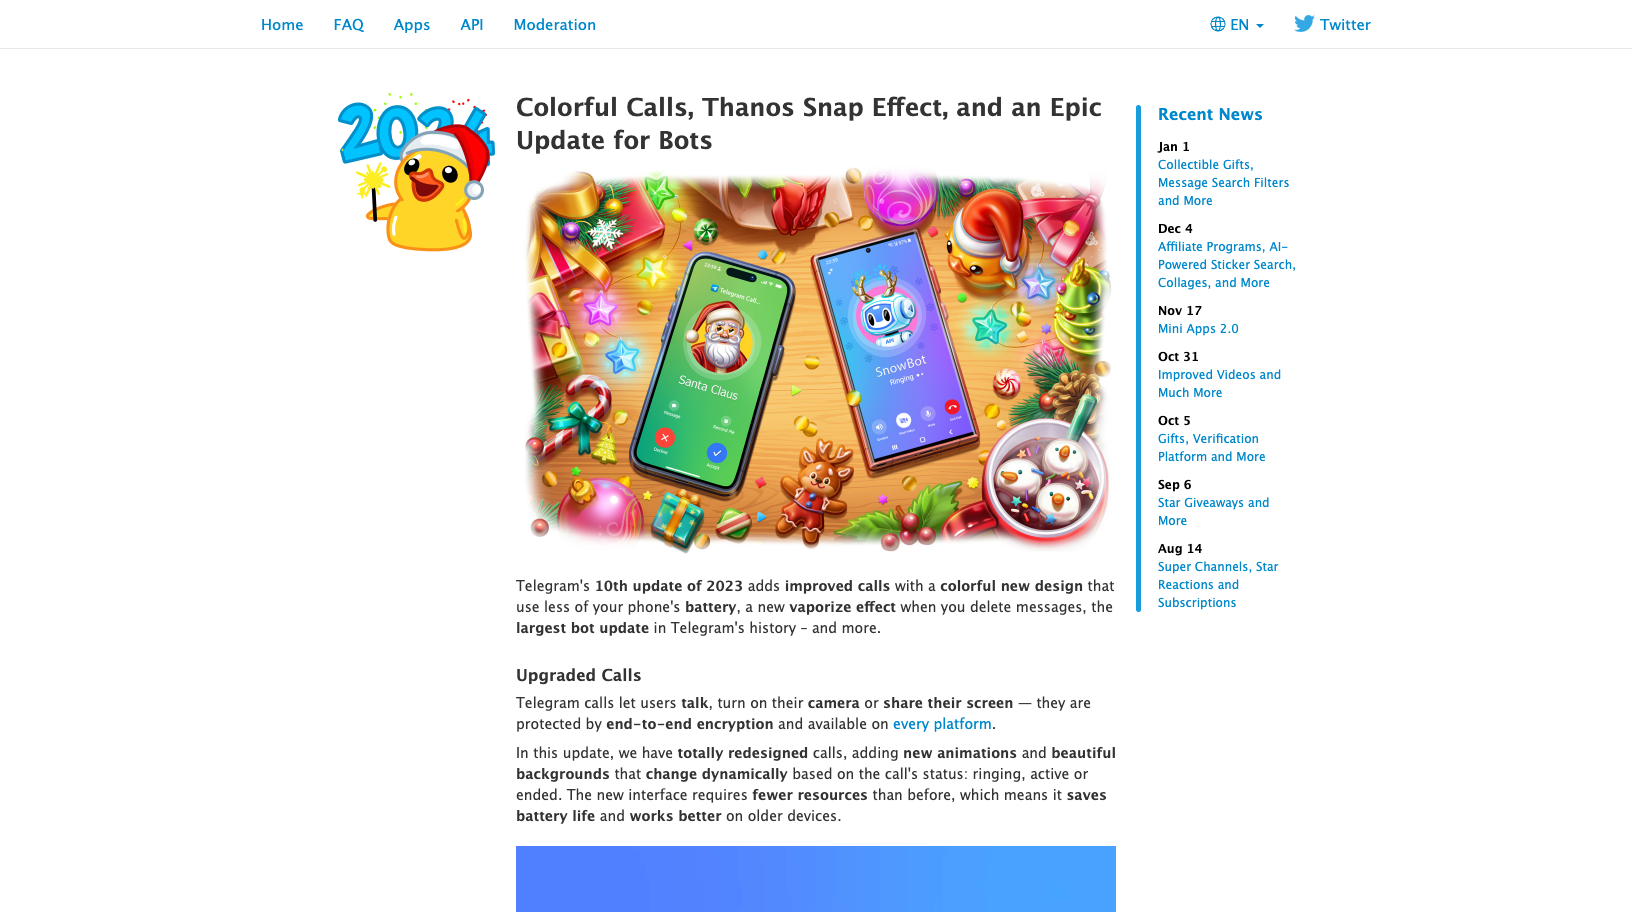 Home
FAQ
Apps
API
Moderation
EN
Twitter
2024
Colorful Calls, Thanos Snap Effect, and an Epic
Update for Bots
Telegram Call...
Santa Claus
Message
Remind Me
Decline
Accept
API
SnowBot
Ringing
Telegram's 10th update of 2023 adds improved calls with a colorful new design that
use less of your phone's battery, a new vaporize effect when you delete messages, the
largest bot update in Telegram's history – and more.
Upgraded Calls
Telegram calls let users talk, turn on their camera or share their screen — they are
protected by end-to-end encryption and available on every platform.
In this update, we have totally redesigned calls, adding new animations and beautiful
backgrounds that change dynamically based on the call's status: ringing, active or
ended. The new interface requires fewer resources than before, which means it saves
battery life and works better on older devices.
Recent News
Jan 1
Collectible Gifts,
Message Search Filters
and More
Dec 4
Affiliate Programs, AI-
Powered Sticker Search,
Collages, and More
Nov 17
Mini Apps 2.0
Oct 31
Improved Videos and
Much More
Oct 5
Gifts, Verification
Platform and More
Sep 6
Star Giveaways and
More
Aug 14
Super Channels, Star
Reactions and
Subscriptions